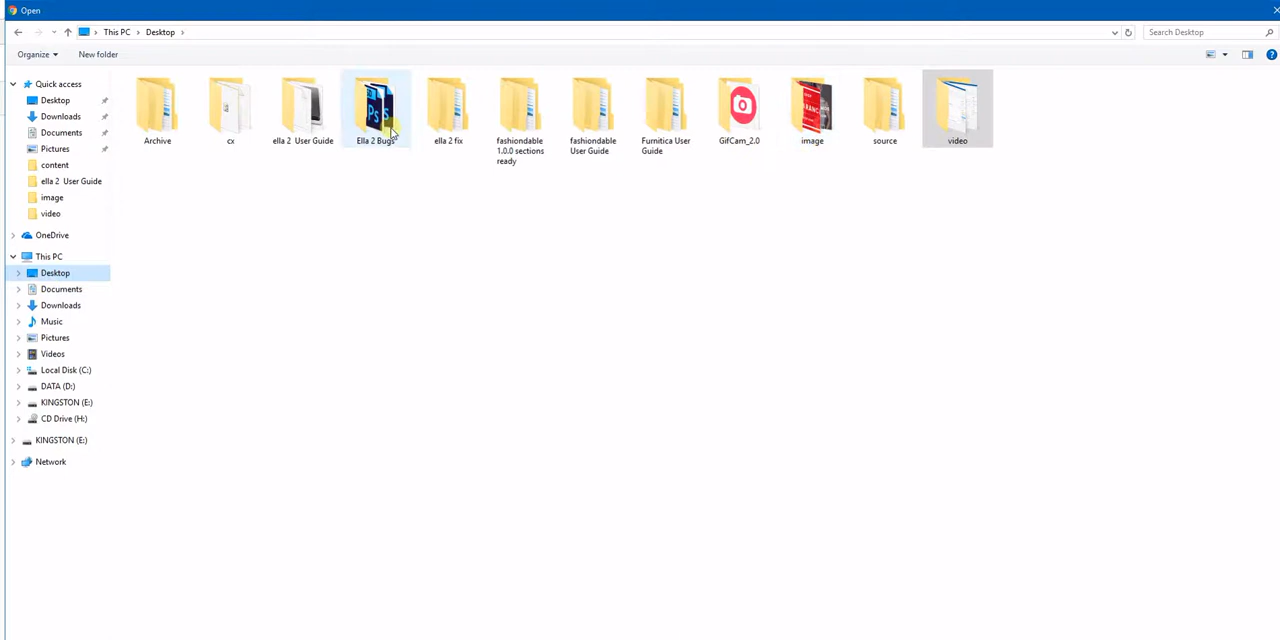 Open
This PC
Desktop
Search Desktop
Organize
New folder
Quick access
Desktop
Downloads
Documents
Pictures
content
ella 2 User Guide
image
video
OneDrive
This PC
Desktop
Documents
Downloads
Music
Pictures
Videos
Local Disk (C:)
DATA (D:)
KINGSTON (E:)
CD Drive (H:)
KINGSTON (E:)
Network
Archive
cx
ella 2 User Guide
Ps
Ella 2 Bugs
ella 2 fix
fashiondable
1.0.0 sections
ready
fashiondable
User Guide
Furnitica User
Guide
GifCam_2.0
image
source
video